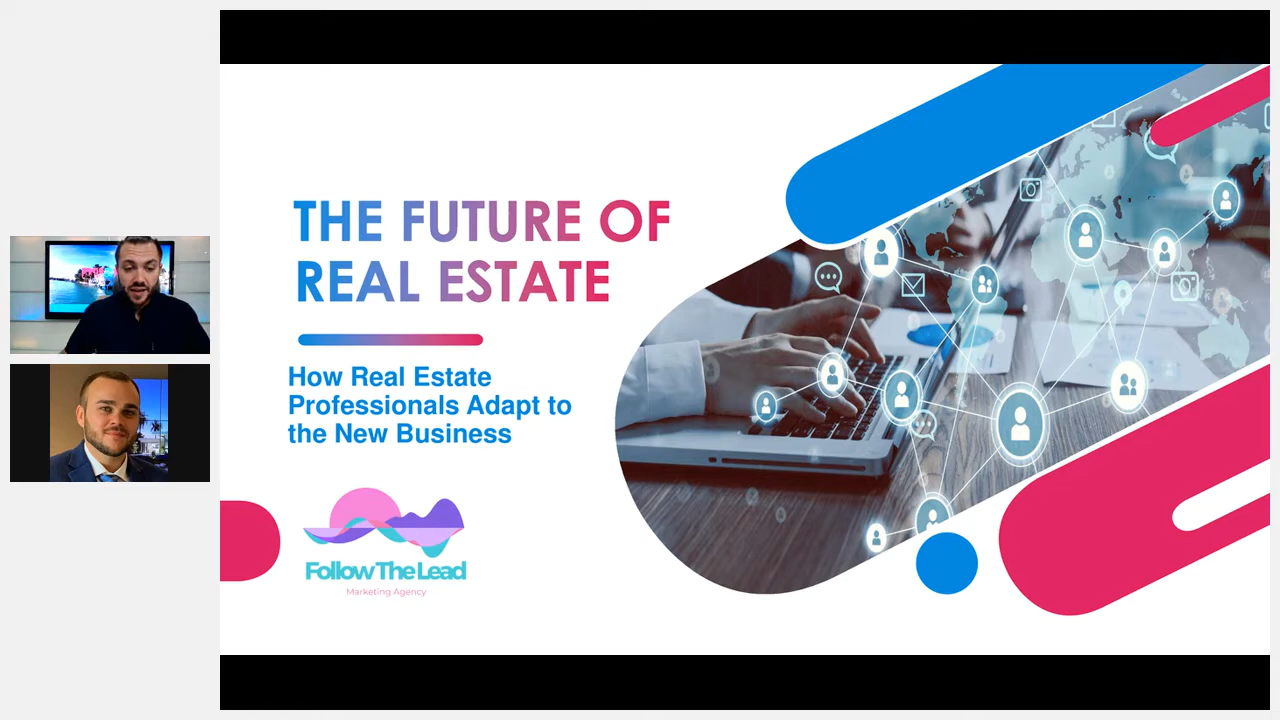 THE FUTURE OF
REAL ESTATE
How Real Estate
Professionals Adapt to
the New Business
Follow The Lead
Marketing Agency